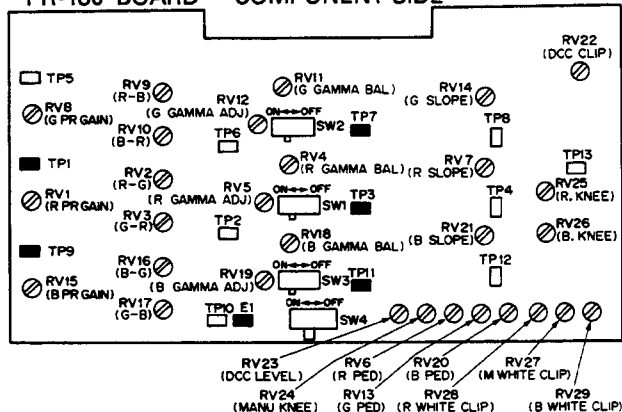 PR-180 BOARD COMPONENT SIDE
RV22
(DCC CLIP)
TP5
RV8
(G PR GAIN)
RV9
(R-B)
RV10
(B-R)
RV12
(G GAMMA ADJ)
TP6
RV11
(G GAMMA BAL)
ON↔OFF
SW2
TP7
RV14
(G SLOPE)
TP8
TP1
RV1
(R PR GAIN)
RV2
(R-G)
RV3
(G-R)
RV5
(R GAMMA ADJ)
TP2
RV4
(R GAMMA BAL)
ON↔OFF
SW1
TP3
RV7
(R SLOPE)
TP4
TP13
RV25
(R. KNEE)
RV26
(B. KNEE)
TP9
RV15
(B PR GAIN)
RV16
(B-G)
RV17
(G-B)
RV19
(B GAMMA ADJ)
TP10 E1
RV18
(B GAMMA BAL)
ON↔OFF
SW3
TP11
ON↔OFF
SW4
RV21
(B SLOPE)
TP12
RV23
(DCC LEVEL)
RV24
(MANU KNEE)
RV6
(R PED)
RV13
(G PED)
RV20
(B PED)
RV28
(R WHITE CLIP)
RV27
(M WHITE CLIP)
RV29
(B WHITE CLIP)